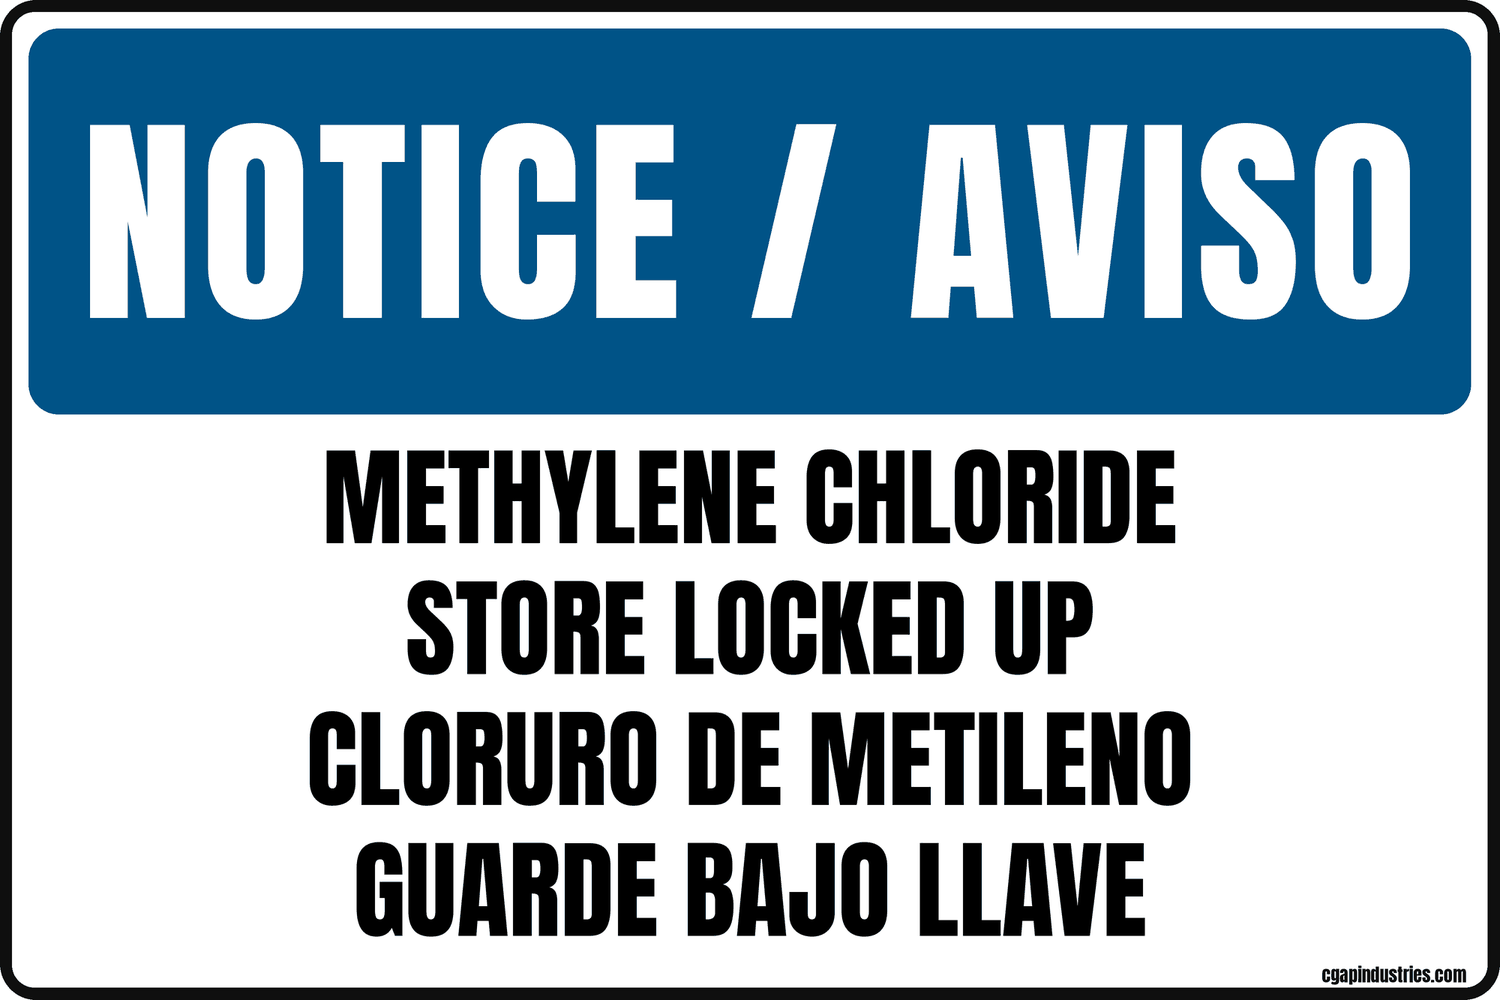 NOTICE / AVISO
METHYLENE CHLORIDE
STORE LOCKED UP
CLORURO DE METILENO
GUARDE BAJO LLAVE
cgapindustries.com